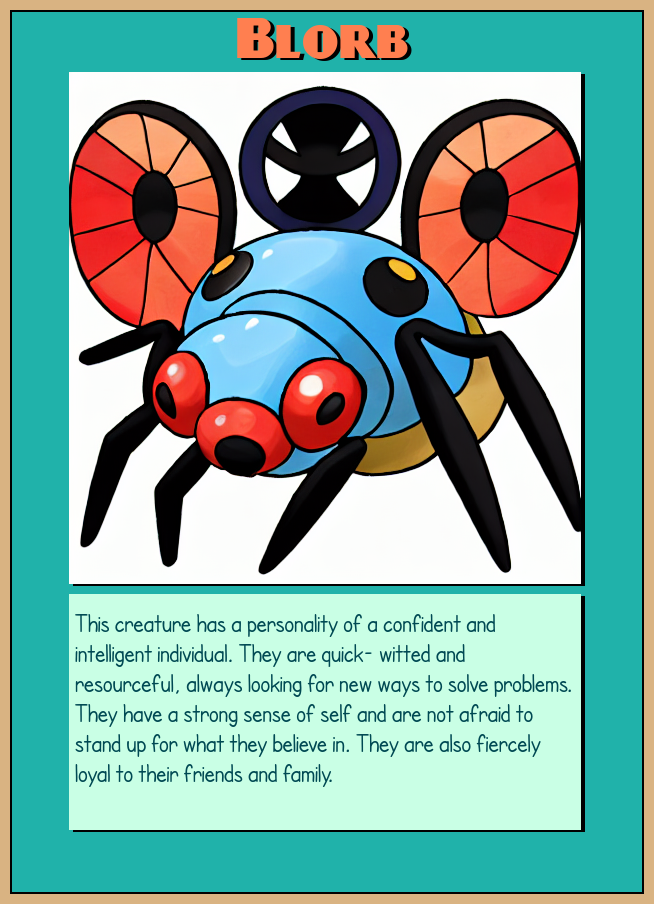 Blorb
This creature has a personality of a confident and
intelligent individual. They are quick- witted and
resourceful, always looking for new ways to solve problems.
They have a strong sense of self and are not afraid to
stand up for what they believe in. They are also fiercely
loyal to their friends and family.